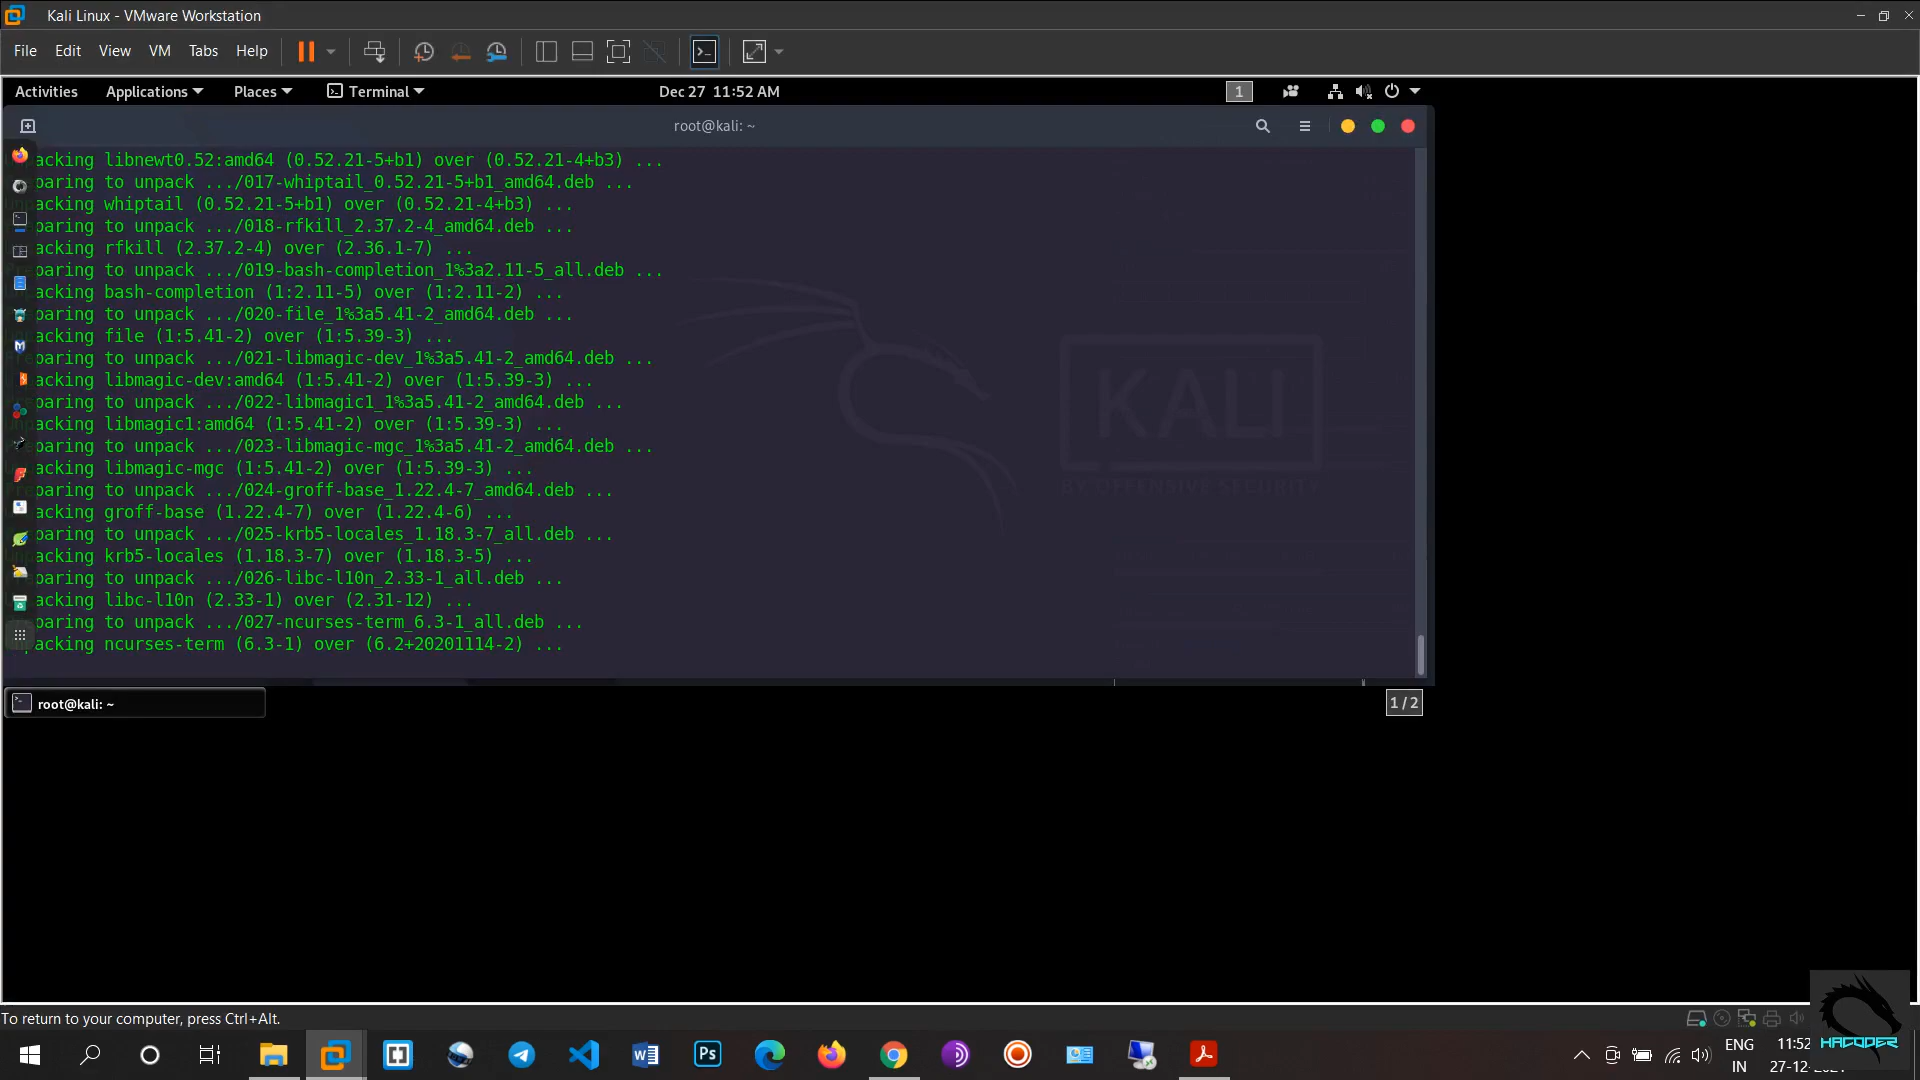 Kali Linux - VMware Workstation
File Edit View VM Tabs Help
Activities Applications Places Terminal Dec 27 11:52 AM 1
root@kali: ~
acking libnewt0.52:amd64 (0.52.21-5+b1) over (0.52.21-4+b3) ...
paring to unpack .../017-whiptail_0.52.21-5+b1_amd64.deb ...
acking whiptail (0.52.21-5+b1) over (0.52.21-4+b3) ...
paring to unpack .../018-rfkill_2.37.2-4_amd64.deb ...
acking rfkill (2.37.2-4) over (2.36.1-7) ...
paring to unpack .../019-bash-completion_1%3a2.11-5_all.deb ...
acking bash-completion (1:2.11-5) over (1:2.11-2) ...
paring to unpack .../020-file_1%3a5.41-2_amd64.deb ...
acking file (1:5.41-2) over (1:5.39-3) ...
paring to unpack .../021-libmagic-dev_1%3a5.41-2_amd64.deb ...
acking libmagic-dev:amd64 (1:5.41-2) over (1:5.39-3) ...
paring to unpack .../022-libmagic1_1%3a5.41-2_amd64.deb ...
acking libmagic1:amd64 (1:5.41-2) over (1:5.39-3) ...
paring to unpack .../023-libmagic-mgc_1%3a5.41-2_amd64.deb ...
acking libmagic-mgc (1:5.41-2) over (1:5.39-3) ...
paring to unpack .../024-groff-base_1.22.4-7_amd64.deb ...
acking groff-base (1.22.4-7) over (1.22.4-6) ...
paring to unpack .../025-krb5-locales_1.18.3-7_all.deb ...
acking krb5-locales (1.18.3-7) over (1.18.3-5) ...
paring to unpack .../026-libc-l10n_2.33-1_all.deb ...
acking libc-l10n (2.33-1) over (2.31-12) ...
paring to unpack .../027-ncurses-term_6.3-1_all.deb ...
acking ncurses-term (6.3-1) over (6.2+20201114-2) ...
KALI
BY OFFENSIVE SECURITY
root@kali: ~ 1 / 2
To return to your computer, press Ctrl+Alt.
Ps
ENG 11:52
IN 27-12-
HACODER